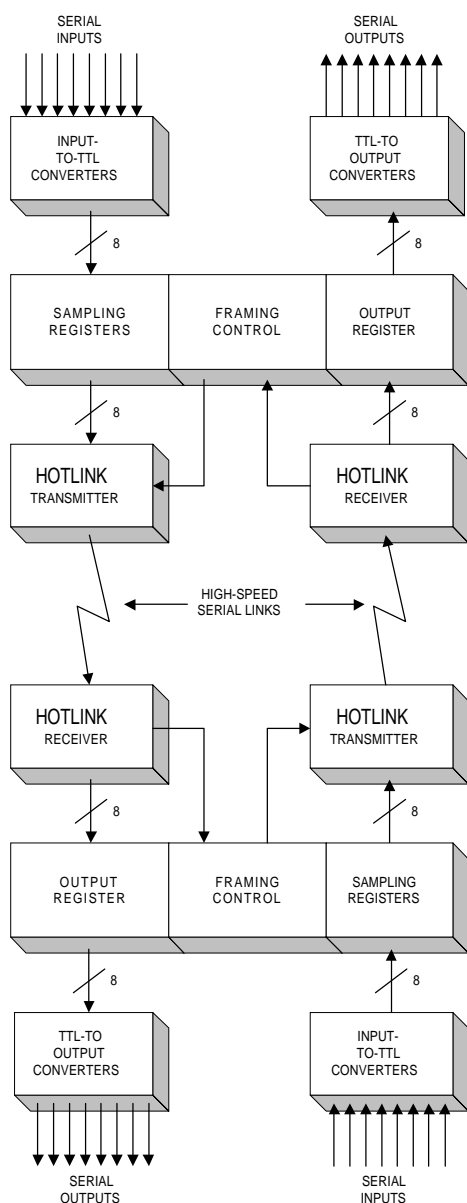 SERIAL
INPUTS
SERIAL
OUTPUTS
INPUT-
TO-TTL
CONVERTERS
TTL-TO
OUTPUT
CONVERTERS
8
8
SAMPLING
REGISTERS
FRAMING
CONTROL
OUTPUT
REGISTER
8
8
HOTLINK
TRANSMITTER
HOTLINK
RECEIVER
HIGH-SPEED
SERIAL LINKS
HOTLINK
RECEIVER
HOTLINK
TRANSMITTER
8
8
OUTPUT
REGISTER
FRAMING
CONTROL
SAMPLING
REGISTERS
8
8
TTL-TO
OUTPUT
CONVERTERS
INPUT-
TO-TTL
CONVERTERS
SERIAL
OUTPUTS
SERIAL
INPUTS